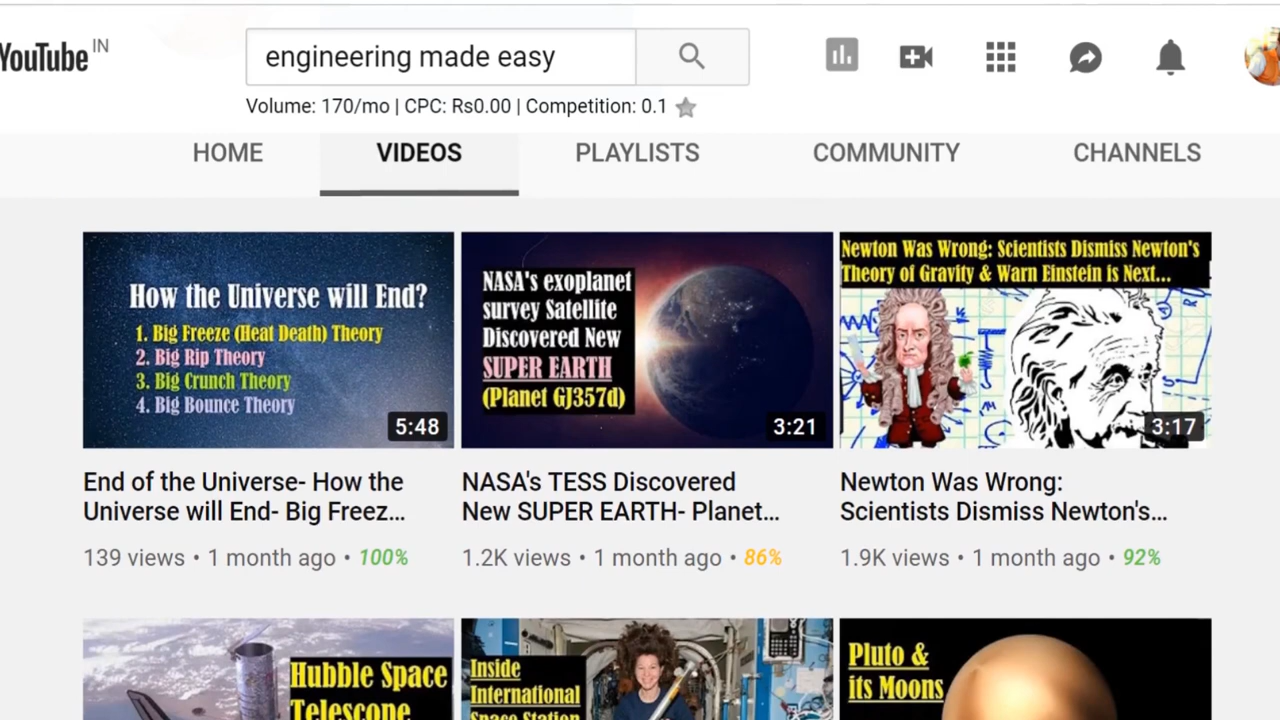 YouTube IN
engineering made easy
Volume: 170/mo | CPC: Rs0.00 | Competition: 0.1
HOME
VIDEOS
PLAYLISTS
COMMUNITY
CHANNELS
How the Universe will End?
1. Big Freeze (Heat Death) Theory
2. Big Rip Theory
3. Big Crunch Theory
4. Big Bounce Theory
5:48
NASA's exoplanet
survey Satellite
Discovered New
SUPER EARTH
(Planet GJ357d)
3:21
Newton Was Wrong: Scientists Dismiss Newton's
Theory of Gravity & Warn Einstein is Next...
3:17
End of the Universe- How the
Universe will End- Big Freez...
139 views • 1 month ago • 100%
NASA's TESS Discovered
New SUPER EARTH- Planet...
1.2K views • 1 month ago • 86%
Newton Was Wrong:
Scientists Dismiss Newton's...
1.9K views • 1 month ago • 92%
Hubble Space
Telescope
Inside
International
Space Station
Pluto &
its Moons